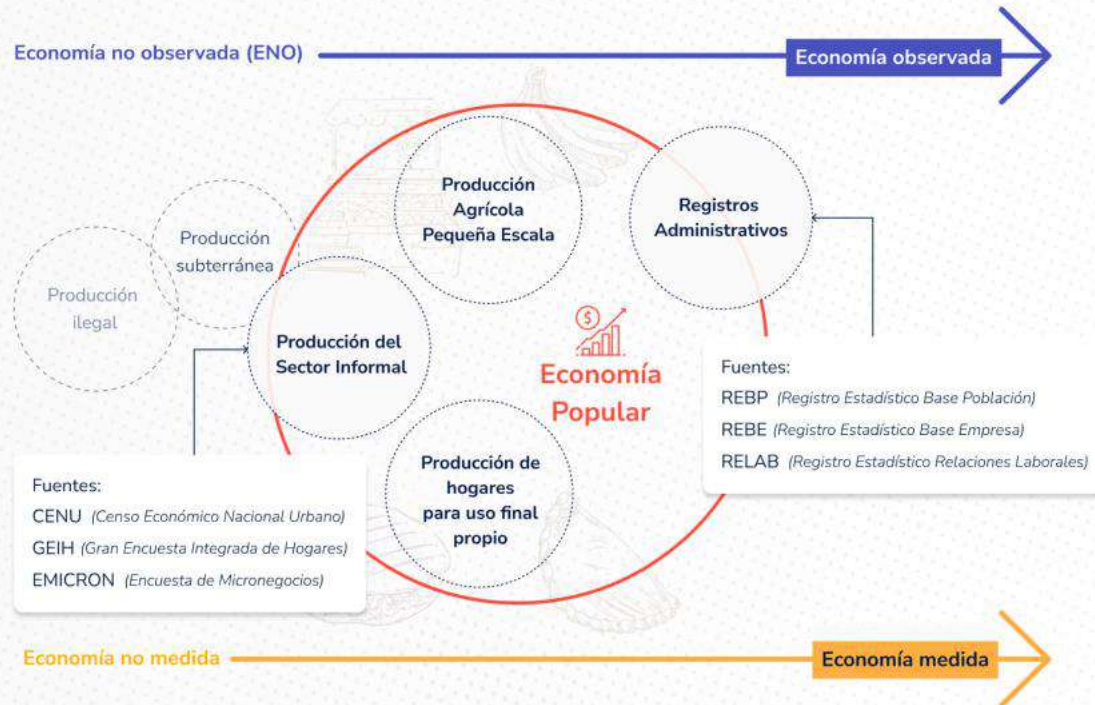 Economía no observada (ENO)
Economía observada
Producción
Agrícola
Pequeña Escala
Registros
Administrativos
Producción
subterránea
Producción
ilegal
Producción del
Sector Informal
Economía
Popular
Producción de
hogares
para uso final
propio
Fuentes:
REBP (Registro Estadístico Base Población)
REBE (Registro Estadístico Base Empresa)
RELAB (Registro Estadístico Relaciones Laborales)
Fuentes:
CENU (Censo Económico Nacional Urbano)
GEIH (Gran Encuesta Integrada de Hogares)
EMICRON (Encuesta de Micronegocios)
Economía no medida
Economía medida